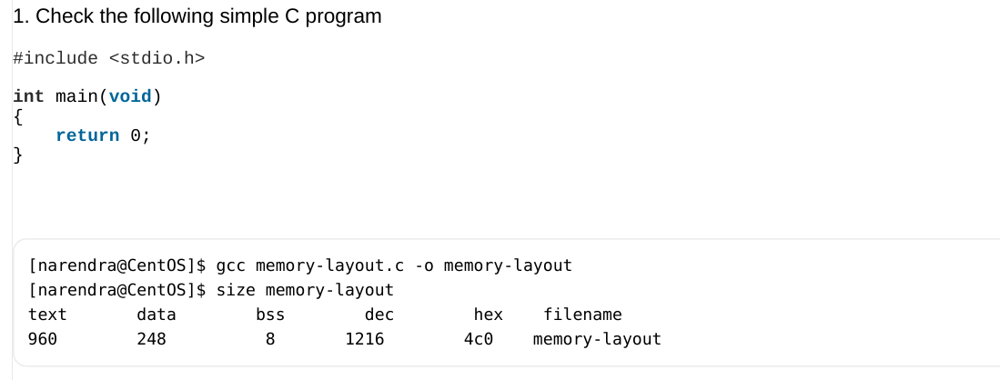 1. Check the following simple C program
#include <stdio.h>
int main(void)
{
    return 0;
}
[narendra@CentOS]$ gcc memory-layout.c -o memory-layout
[narendra@CentOS]$ size memory-layout
text       data        bss        dec        hex    filename
960        248          8       1216        4c0    memory-layout